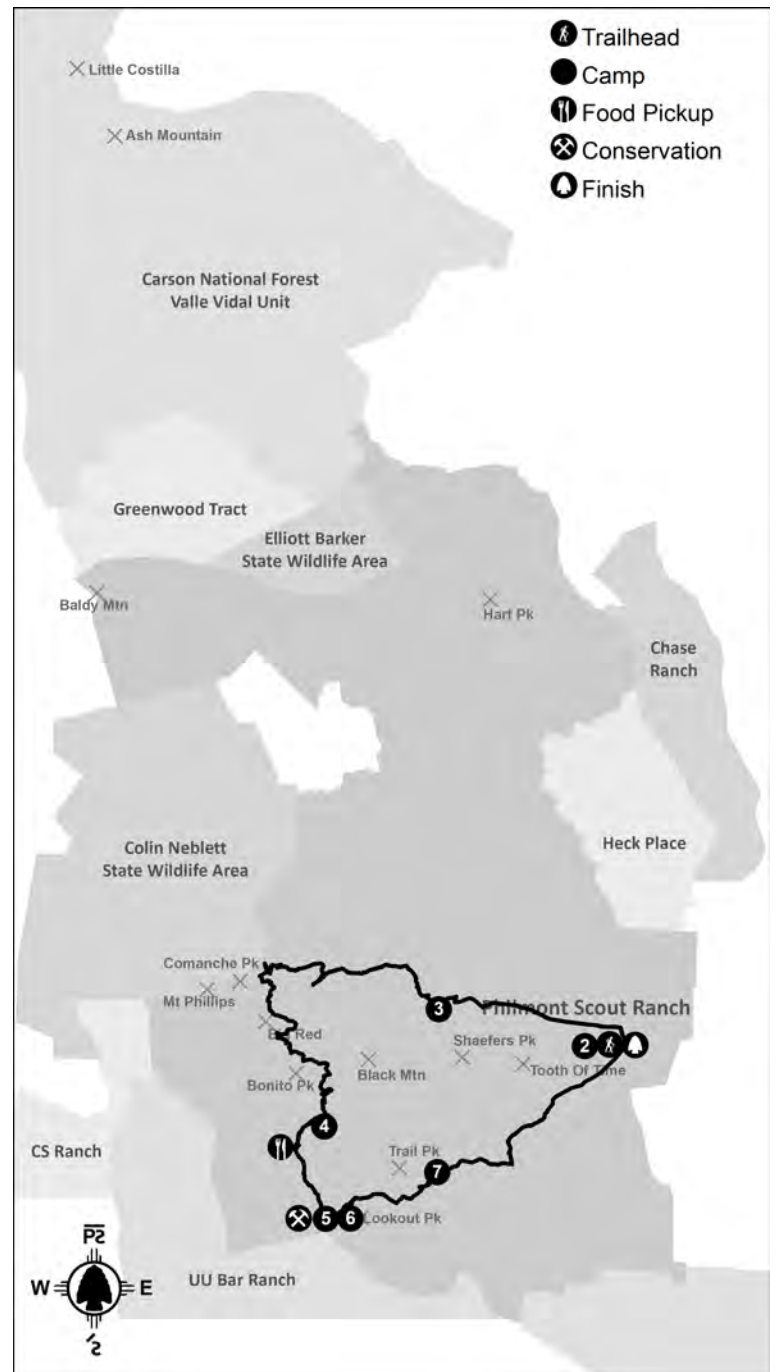 Trailhead
Camp
Food Pickup
Conservation
Finish
Little Costilla
Ash Mountain
Carson National Forest
Valle Vidal Unit
Greenwood Tract
Elliott Barker
State Wildlife Area
Baldy Mtn
Hart Pk
Chase
Ranch
Heck Place
Colin Neblett
State Wildlife Area
Comanche Pk
Mt Phillips
3
Philmont Scout Ranch
Big Red
Shaefers Pk
2
Bonito Pk
Black Mtn
Tooth Of Time
4
CS Ranch
Trail Pk
7
5
6
Lookout Pk
UU Bar Ranch
W
E